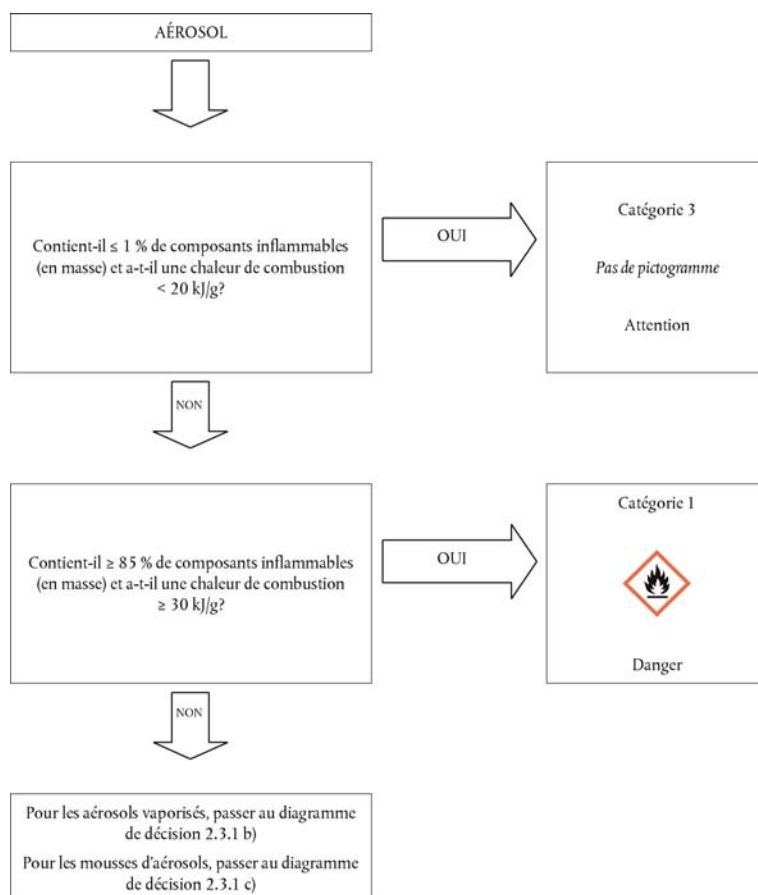 AÉROSOL
Contient-il ≤ 1 % de composants inflammables
(en masse) et a-t-il une chaleur de combustion
< 20 kJ/g?
OUI
Catégorie 3
Pas de pictogramme
Attention
NON
Contient-il ≥ 85 % de composants inflammables
(en masse) et a-t-il une chaleur de combustion
≥ 30 kJ/g?
OUI
Catégorie 1
Danger
NON
Pour les aérosols vaporisés, passer au diagramme
de décision 2.3.1 b)
Pour les mousses d'aérosols, passer au diagramme
de décision 2.3.1 c)